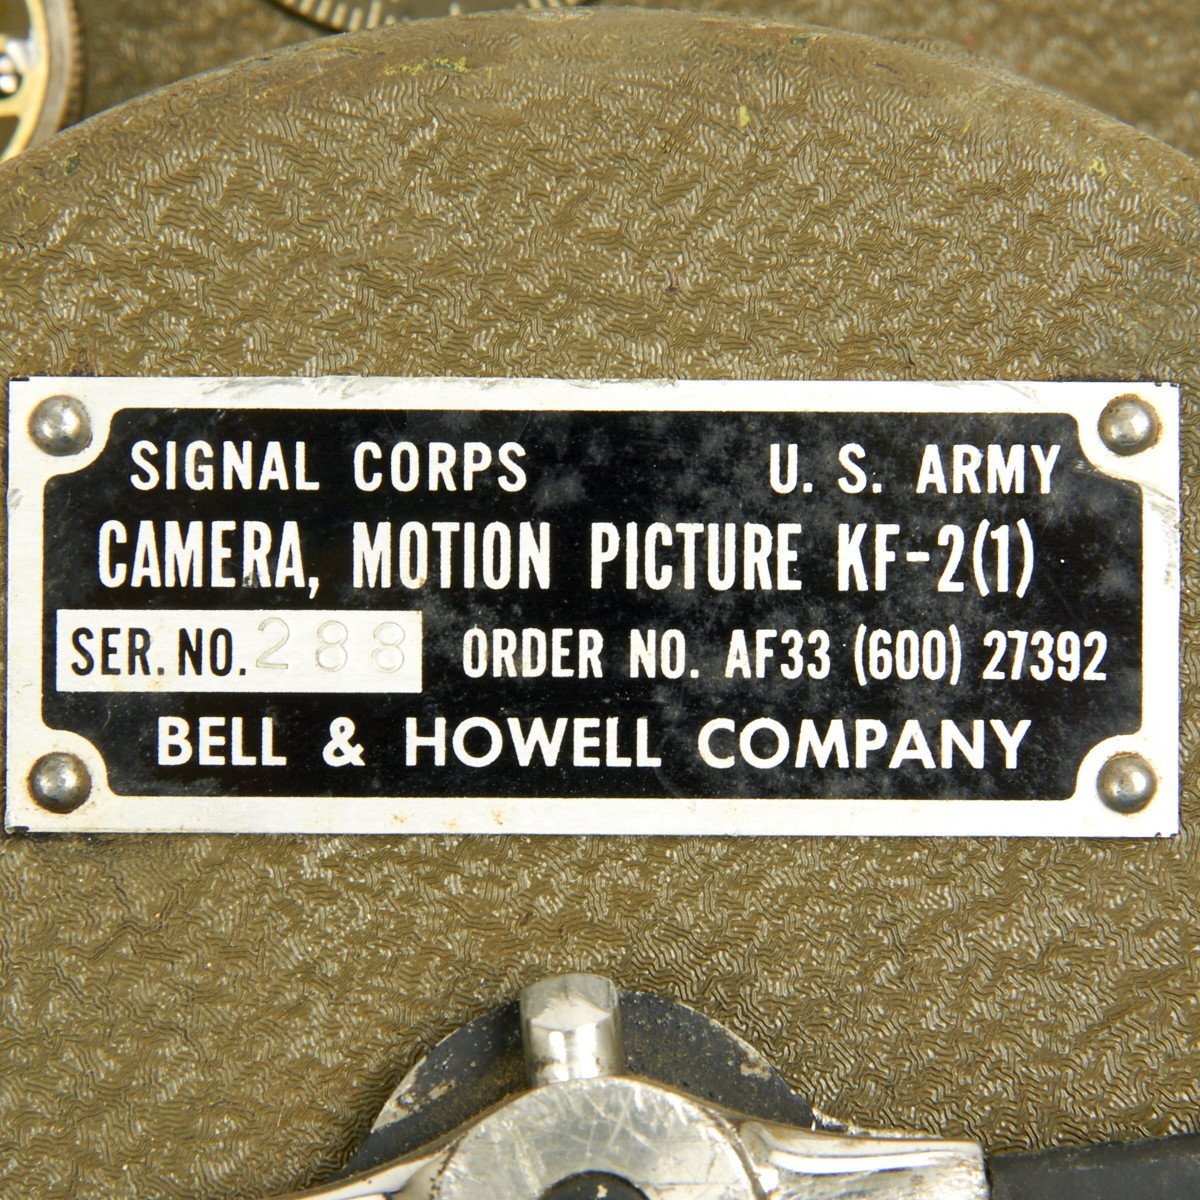 SIGNAL CORPS U. S. ARMY
CAMERA, MOTION PICTURE KF-2(1)
SER. NO. 288 ORDER NO. AF33 (600) 27392
BELL & HOWELL COMPANY